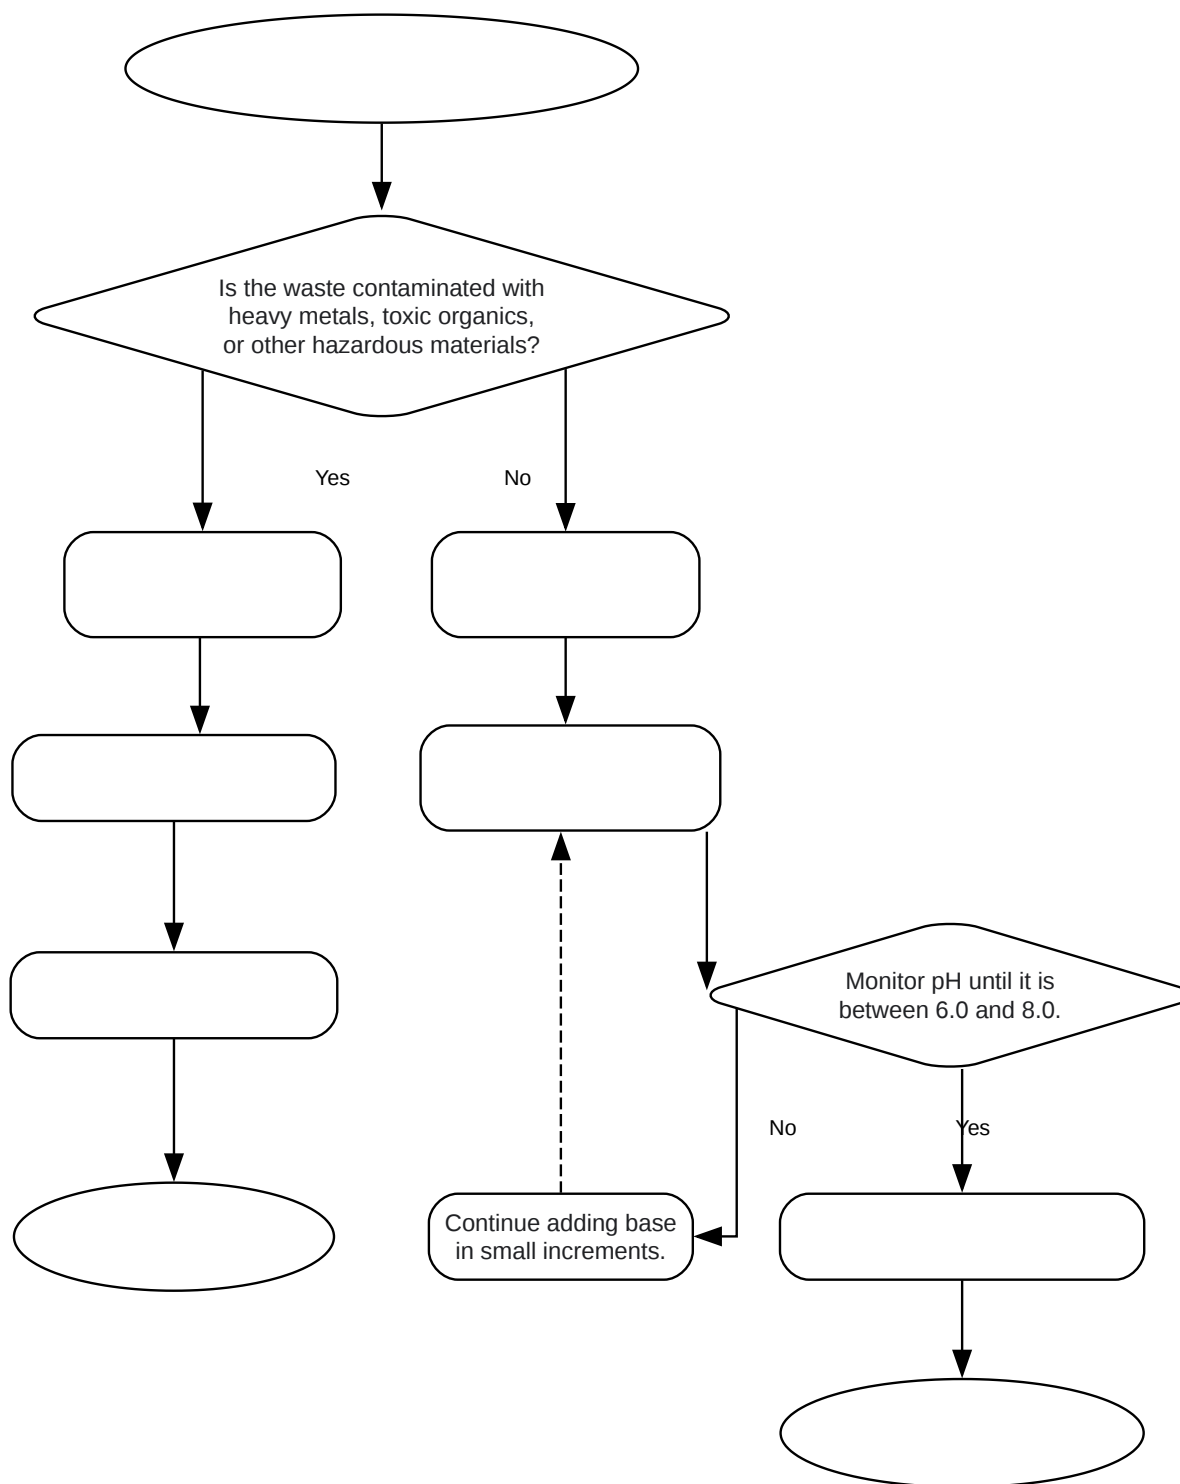 Is the waste contaminated with
heavy metals, toxic organics,
or other hazardous materials?
Yes
No
Monitor pH until it is
between 6.0 and 8.0.
No
Yes
Continue adding base
in small increments.